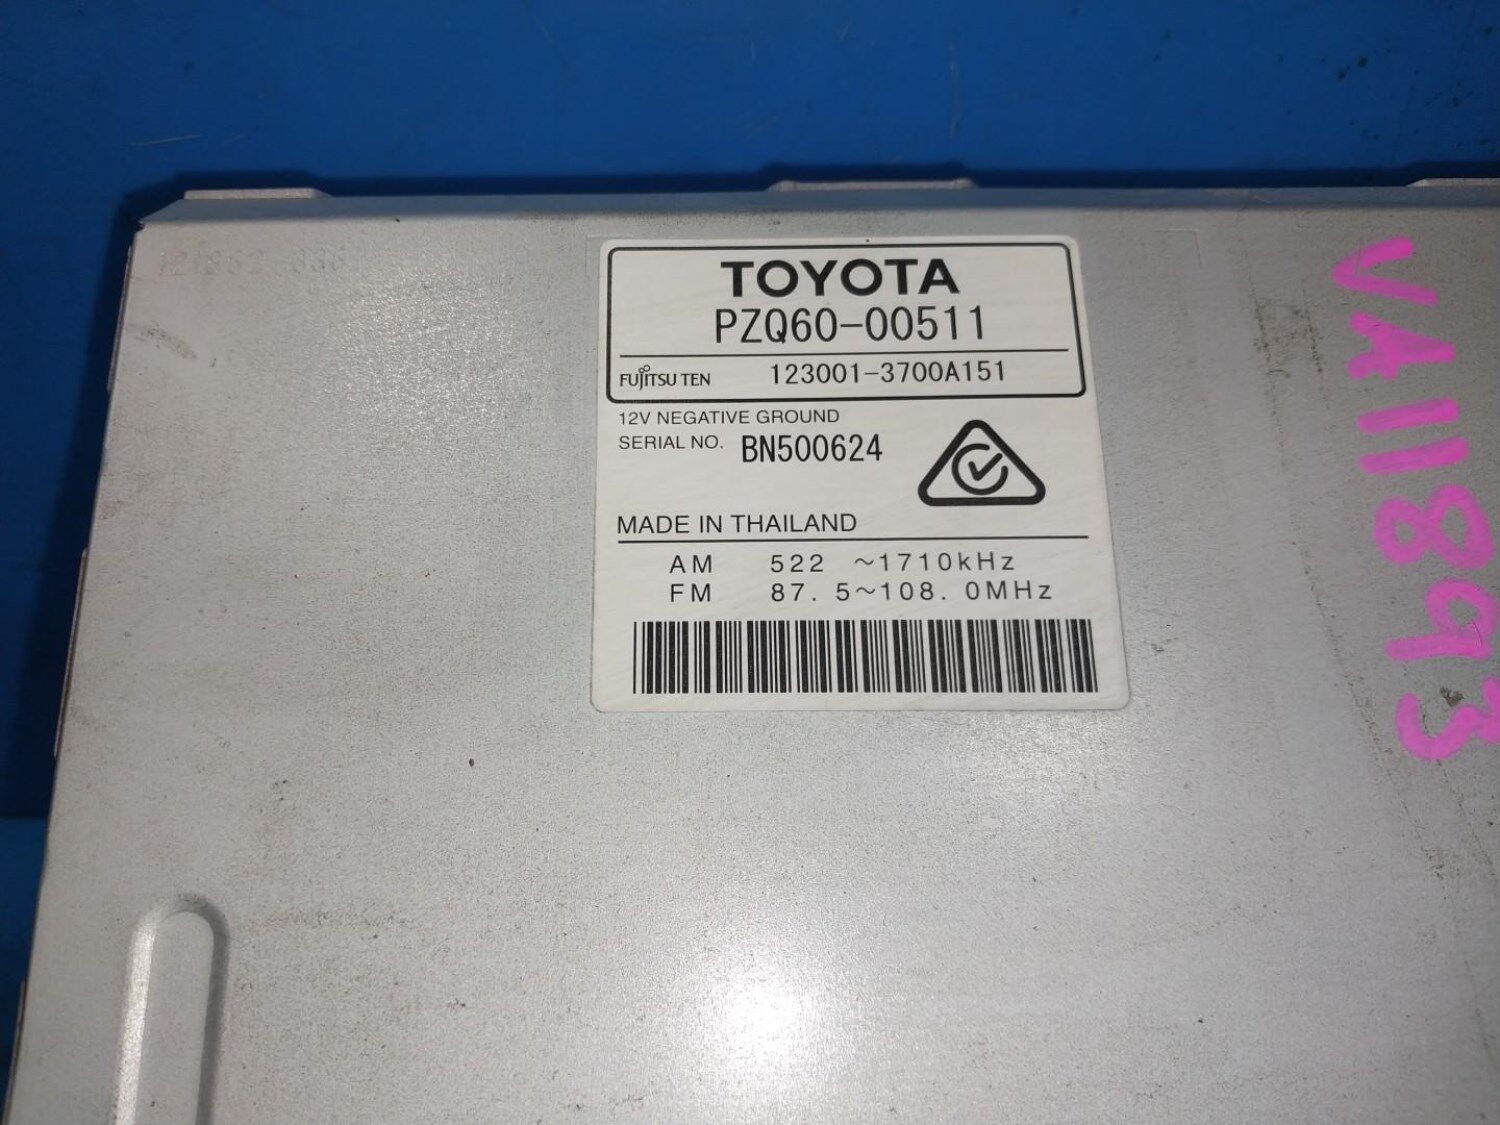 TOYOTA
PZQ60-00511
FUJITSU TEN 123001-3700A151
12V NEGATIVE GROUND
SERIAL NO. BN500624
MADE IN THAILAND
AM 522 ~1710kHz
FM 87. 5~108. 0MHz
VA11893